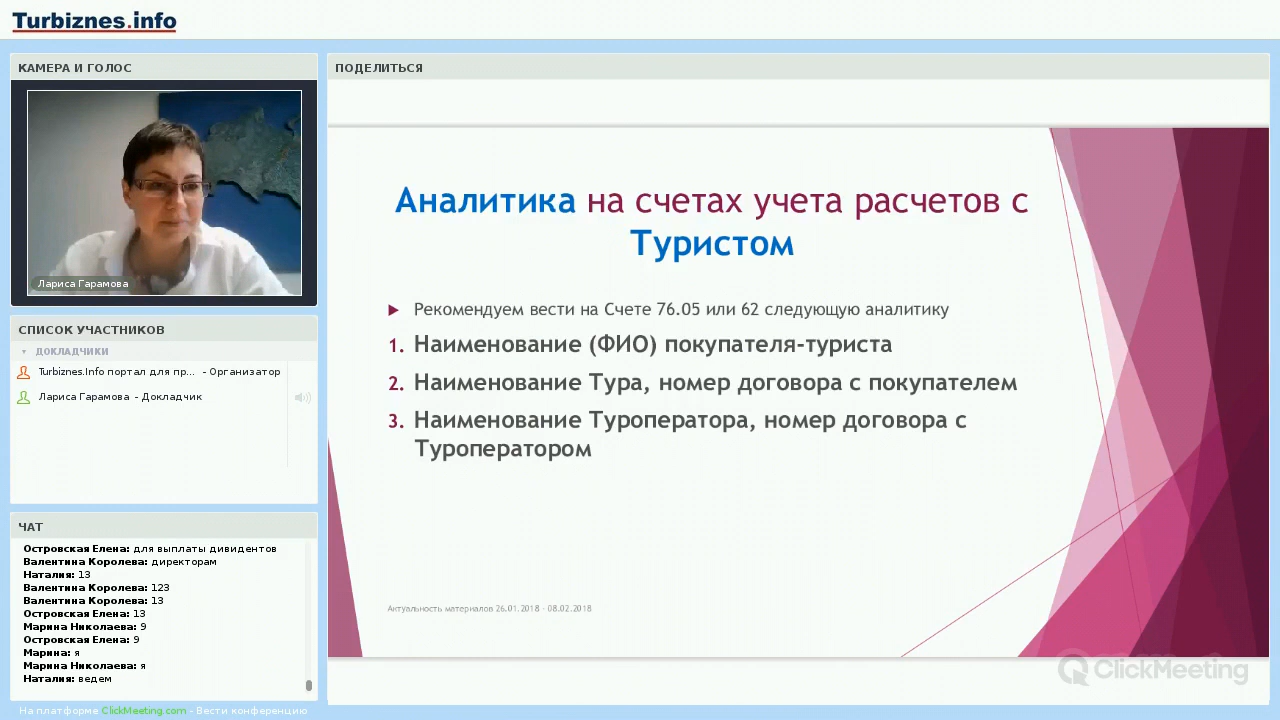 Turbiznes.info
КАМЕРА И ГОЛОС
Лариса Гарамова
СПИСОК УЧАСТНИКОВ
ДОКЛАДЧИКИ
Turbiznes.Info портал для пр... - Организатор
Лариса Гарамова - Докладчик
ЧАТ
Островская Елена: для выплаты дивидентов
Валентина Королева: директорам
Наталия: 13
Валентина Королева: 123
Валентина Королева: 13
Островская Елена: 13
Марина Николаева: 9
Островская Елена: 9
Марина: я
Марина Николаева: я
Наталия: ведем
На платформе ClickMeeting.com - Вести конференцию
ПОДЕЛИТЬСЯ
Аналитика на счетах учета расчетов с
Туристом
Рекомендуем вести на Счете 76.05 или 62 следующую аналитику
1. Наименование (ФИО) покупателя-туриста
2. Наименование Тура, номер договора с покупателем
3. Наименование Туроператора, номер договора с
Туроператором
Актуальность материалов 26.01.2018 - 08.02.2018
ClickMeeting